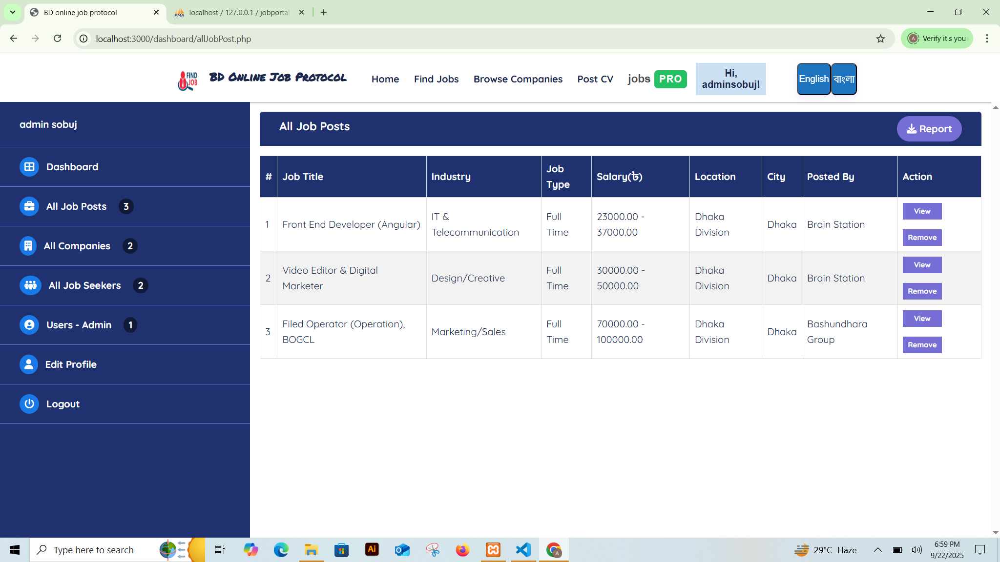 BD online job protocol
localhost / 127.0.0.1 / jobportal
localhost:3000/dashboard/allJobPost.php
Verify it's you
FIND JOB
BD Online Job Protocol
Home
Find Jobs
Browse Companies
Post CV
jobs PRO
Hi,
adminsobuj!
English
বাংলা
admin sobuj
Dashboard
All Job Posts 3
All Companies 2
All Job Seekers 2
Users - Admin 1
Edit Profile
Logout
All Job Posts
Report
# Job Title Industry Job Type Salary(৳) Location City Posted By Action
1 Front End Developer (Angular) IT & Telecommunication Full Time 23000.00 - 37000.00 Dhaka Division Dhaka Brain Station View Remove
2 Video Editor & Digital Marketer Design/Creative Full Time 30000.00 - 50000.00 Dhaka Division Dhaka Brain Station View Remove
3 Filed Operator (Operation), BOGCL Marketing/Sales Full Time 70000.00 - 100000.00 Dhaka Division Dhaka Bashundhara Group View Remove
Type here to search
29°C Haze
6:59 PM
9/22/2025